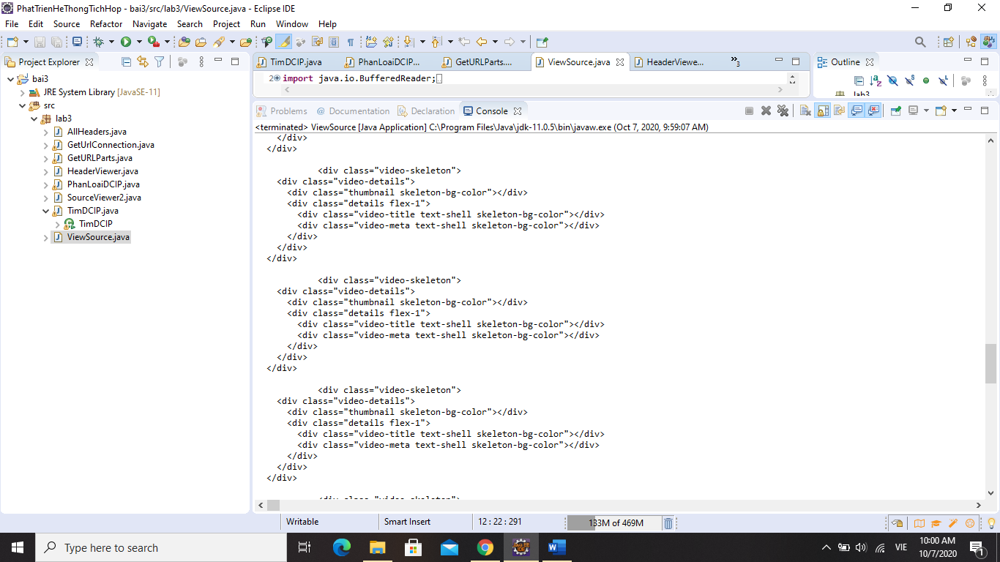 PhatTrienHeThongTichHop - bai3/src/lab3/ViewSource.java - Eclipse IDE
File Edit Source Refactor Navigate Search Project Run Window Help
Project Explorer
bai3
JRE System Library [JavaSE-11]
src
lab3
AllHeaders.java
GetUrlConnection.java
GetURLParts.java
HeaderViewer.java
PhanLoaiDCIP.java
SourceViewer2.java
TimDCIP.java
TimDCIP
ViewSource.java
TimDCIP.java PhanLoaiDCIP... GetURLParts.... ViewSource.java HeaderViewe... »3
2 import java.io.BufferedReader;
Outline
lab3
Problems @ Documentation Declaration Console
<terminated> ViewSource [Java Application] C:\Program Files\Java\jdk-11.0.5\bin\javaw.exe (Oct 7, 2020, 9:59:07 AM)
</div>
</div>
<div class="video-skeleton">
<div class="video-details">
<div class="thumbnail skeleton-bg-color"></div>
<div class="details flex-1">
<div class="video-title text-shell skeleton-bg-color"></div>
<div class="video-meta text-shell skeleton-bg-color"></div>
</div>
</div>
</div>
<div class="video-skeleton">
<div class="video-details">
<div class="thumbnail skeleton-bg-color"></div>
<div class="details flex-1">
<div class="video-title text-shell skeleton-bg-color"></div>
<div class="video-meta text-shell skeleton-bg-color"></div>
</div>
</div>
</div>
<div class="video-skeleton">
<div class="video-details">
<div class="thumbnail skeleton-bg-color"></div>
<div class="details flex-1">
<div class="video-title text-shell skeleton-bg-color"></div>
<div class="video-meta text-shell skeleton-bg-color"></div>
</div>
</div>
</div>
<div class="video-skeleton">
Writable Smart Insert 12 : 22 : 291 133M of 469M
Type here to search
VIE
10:00 AM
10/7/2020
1